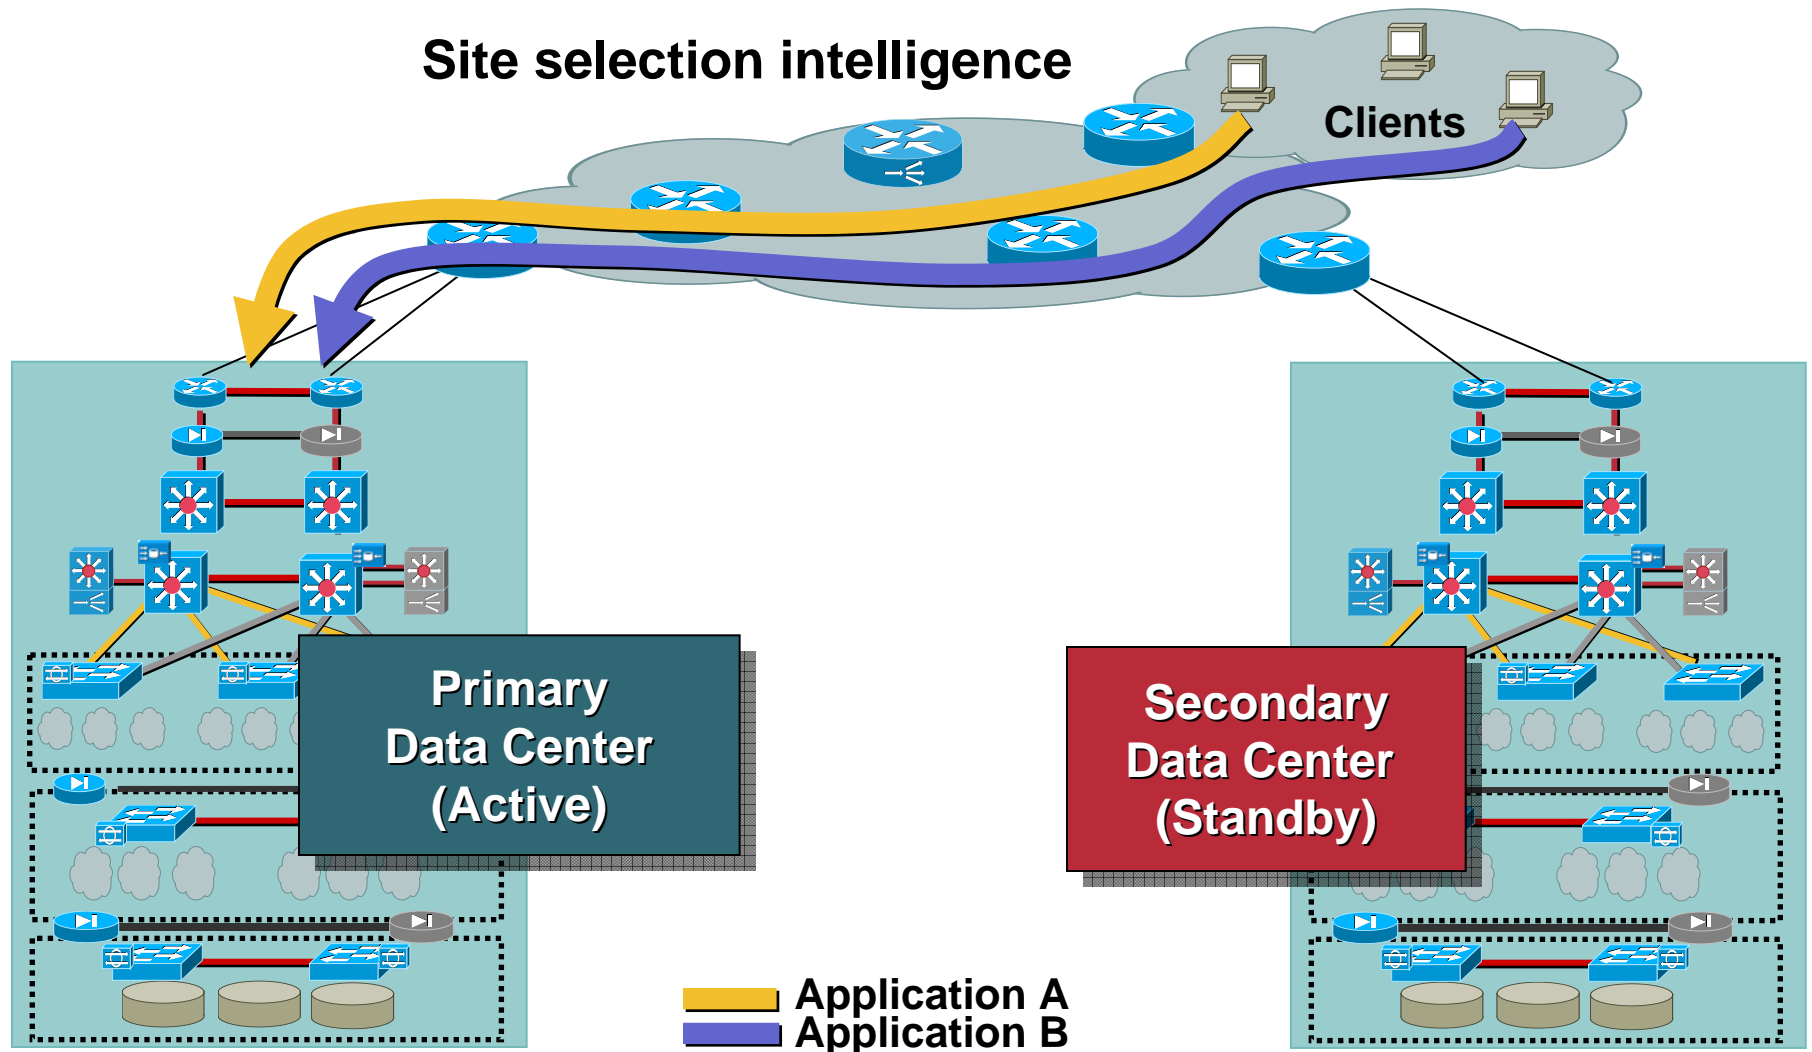 Site selection intelligence
Clients
Primary
Data Center
(Active)
Secondary
Data Center
(Standby)
Application A
Application B